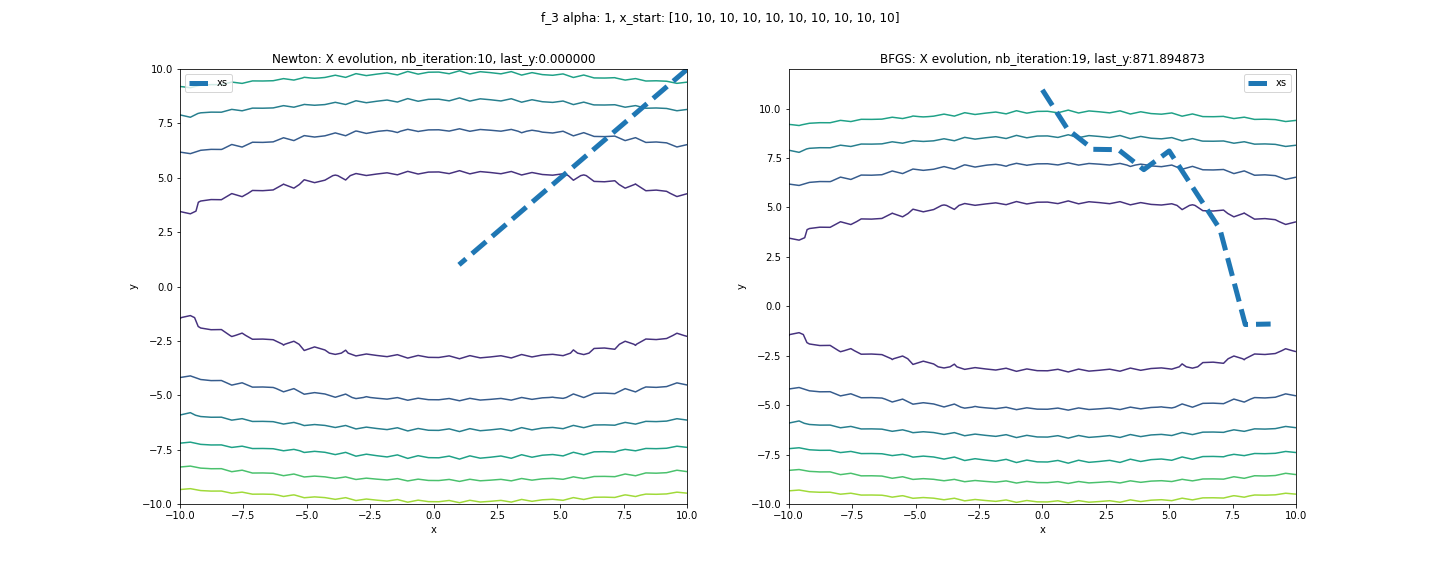 f_3 alpha: 1, x_start: [10, 10, 10, 10, 10, 10, 10, 10, 10, 10]
Newton: X evolution, nb_iteration:10, last_y:0.000000
xs
10.0
7.5
5.0
2.5
0.0
−2.5
−5.0
−7.5
−10.0
y
−10.0 −7.5 −5.0 −2.5 0.0 2.5 5.0 7.5 10.0
x
BFGS: X evolution, nb_iteration:19, last_y:871.894873
xs
10.0
7.5
5.0
2.5
0.0
−2.5
−5.0
−7.5
−10.0
y
−10.0 −7.5 −5.0 −2.5 0.0 2.5 5.0 7.5 10.0
x